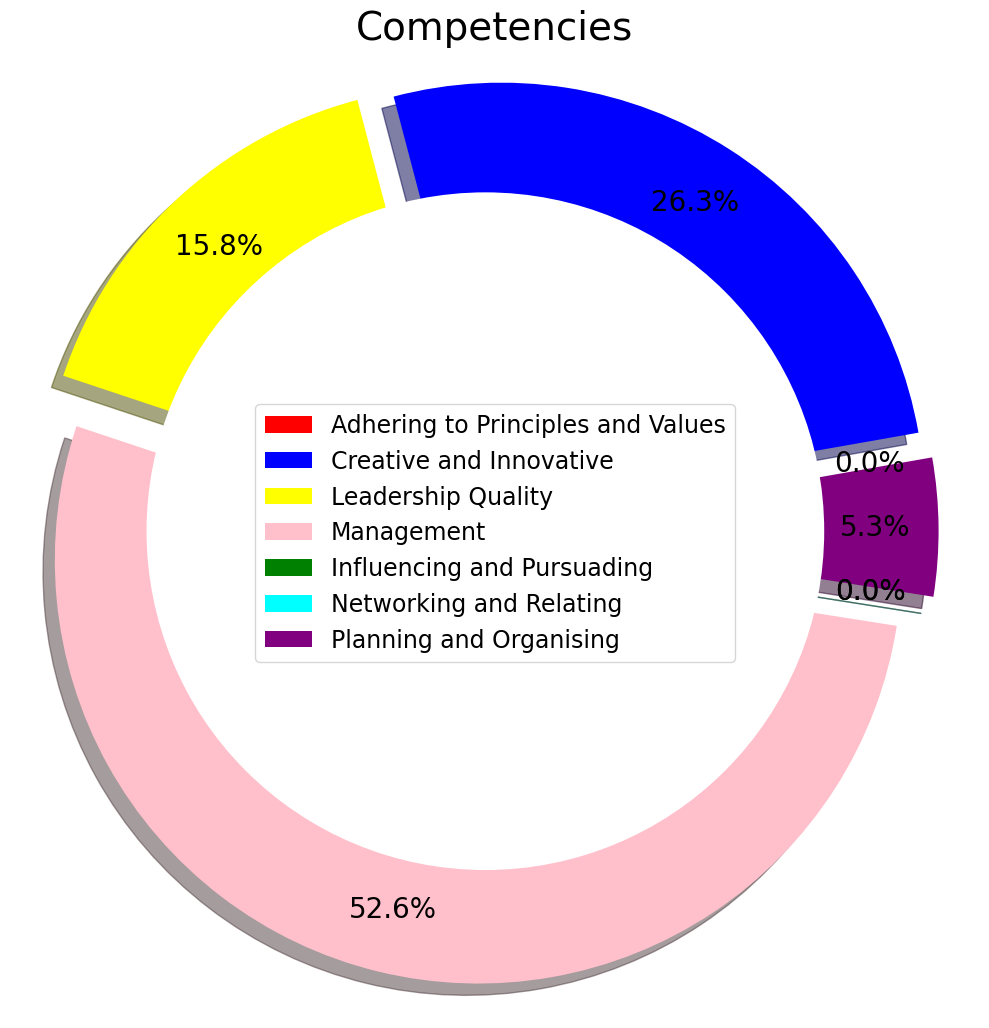 Competencies
26.3%
15.8%
0.0%
5.3%
0.0%
52.6%
Adhering to Principles and Values
Creative and Innovative
Leadership Quality
Management
Influencing and Pursuading
Networking and Relating
Planning and Organising